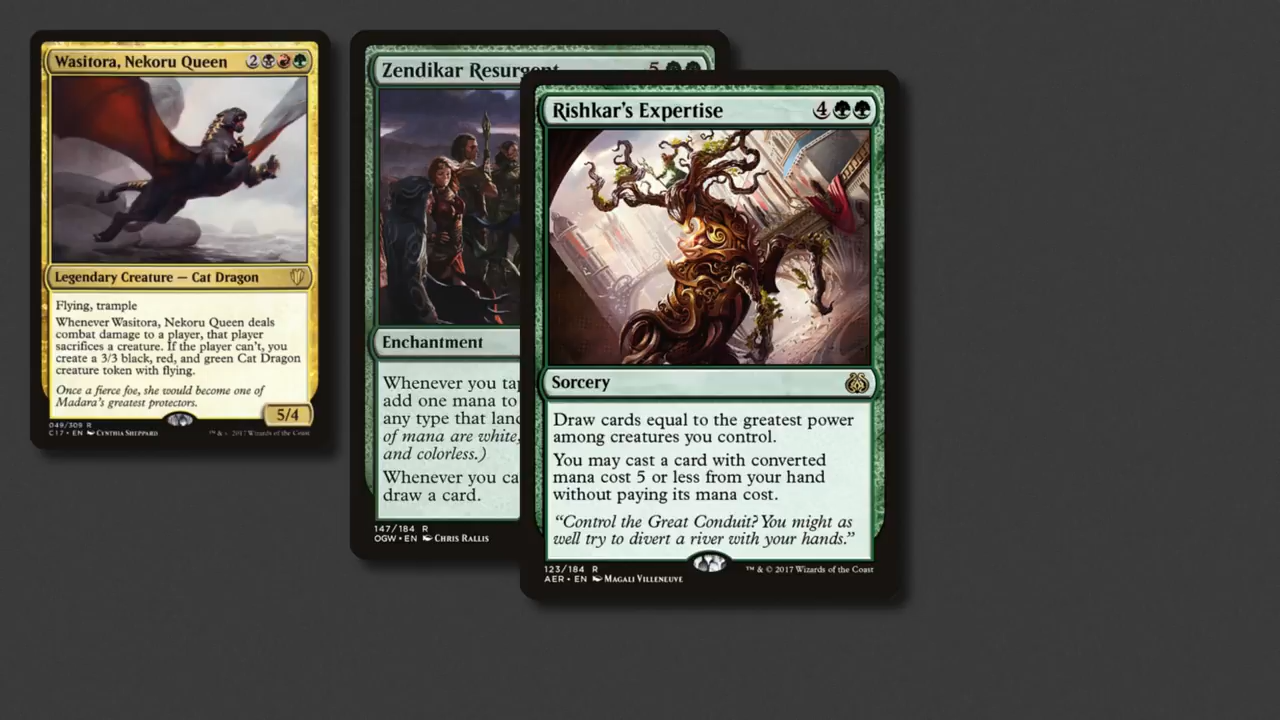 Wasitora, Nekoru Queen 2
Legendary Creature — Cat Dragon
Flying, trample
Whenever Wasitora, Nekoru Queen deals
combat damage to a player, that player
sacrifices a creature. If the player can't, you
create a 3/3 black, red, and green Cat Dragon
creature token with flying.
Once a fierce foe, she would become one of
Madara's greatest protectors.
5/4
049/309 R
C17 • EN CYNTHIA SHEPPARD ™ & © 2017 Wizards of the Coast
Zendikar Resurgent 5
Enchantment
Whenever you tap
add one mana to
any type that land
of mana are white,
and colorless.)
Whenever you ca
draw a card.
147/184 R
OGW • EN CHRIS RALLIS
Rishkar's Expertise 4
Sorcery
Draw cards equal to the greatest power
among creatures you control.
You may cast a card with converted
mana cost 5 or less from your hand
without paying its mana cost.
“Control the Great Conduit? You might as
well try to divert a river with your hands.”
123/184 R
AER • EN MAGALI VILLENEUVE ™ & © 2017 Wizards of the Coast